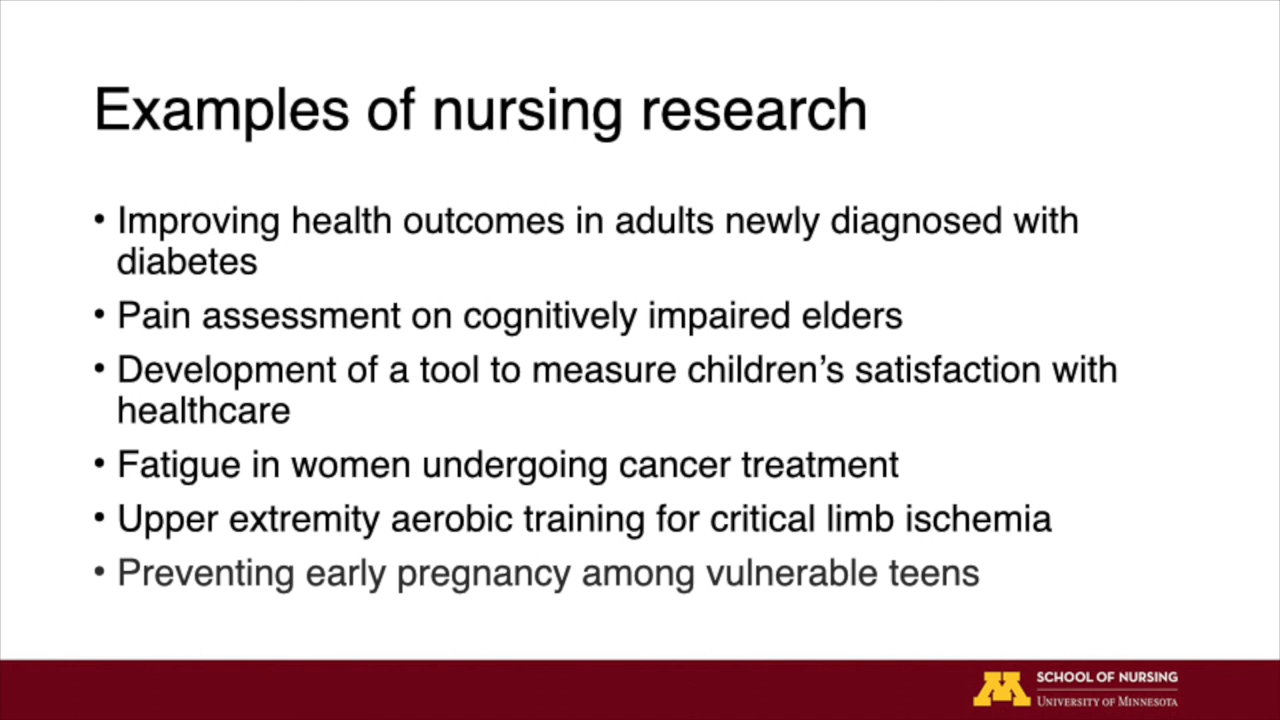 Examples of nursing research
• Improving health outcomes in adults newly diagnosed with
diabetes
• Pain assessment on cognitively impaired elders
• Development of a tool to measure children’s satisfaction with
healthcare
• Fatigue in women undergoing cancer treatment
• Upper extremity aerobic training for critical limb ischemia
• Preventing early pregnancy among vulnerable teens
M
SCHOOL OF NURSING
UNIVERSITY OF MINNESOTA